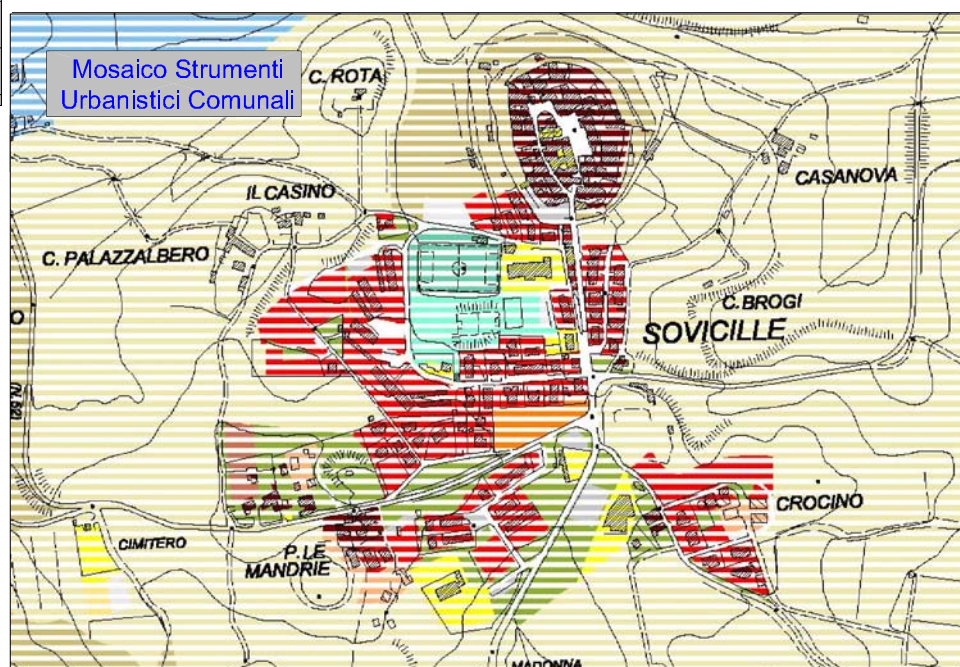 Mosaico Strumenti
Urbanistici Comunali
C. ROTA
CASANOVA
IL CASINO
C. PALAZZALBERO
C. BROGI
O
SOVICILLE
CROCINO
CIMITERO
P. LE
MANDRIE
MADONNA